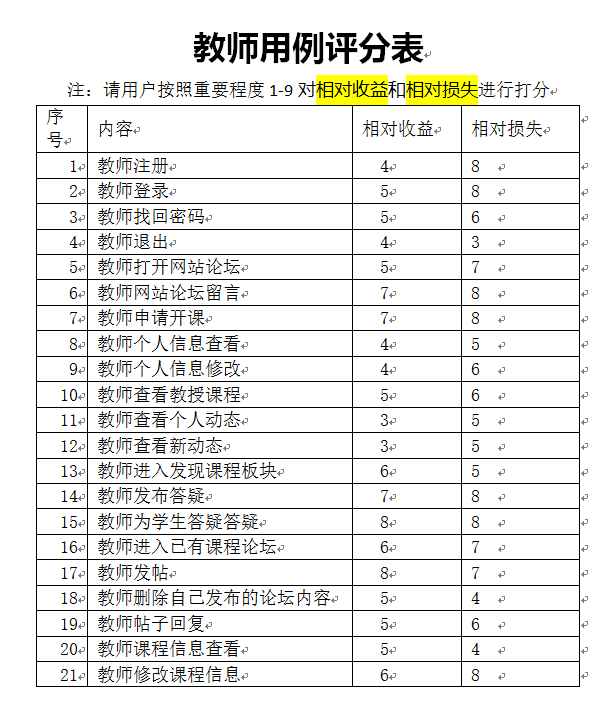 教师用例评分表
注：请用户按照重要程度 1-9 对相对收益和相对损失进行打分
序号 内容 相对收益 相对损失
1 教师注册 4 8
2 教师登录 5 8
3 教师找回密码 5 6
4 教师退出 4 3
5 教师打开网站论坛 5 7
6 教师网站论坛留言 7 8
7 教师申请开课 7 8
8 教师个人信息查看 4 5
9 教师个人信息修改 4 6
10 教师查看教授课程 5 6
11 教师查看个人动态 3 5
12 教师查看新动态 3 5
13 教师进入发现课程板块 6 5
14 教师发布答疑 7 8
15 教师为学生答疑答疑 8 8
16 教师进入已有课程论坛 6 7
17 教师发帖 8 7
18 教师删除自己发布的论坛内容 5 4
19 教师帖子回复 5 6
20 教师课程信息查看 5 4
21 教师修改课程信息 6 8